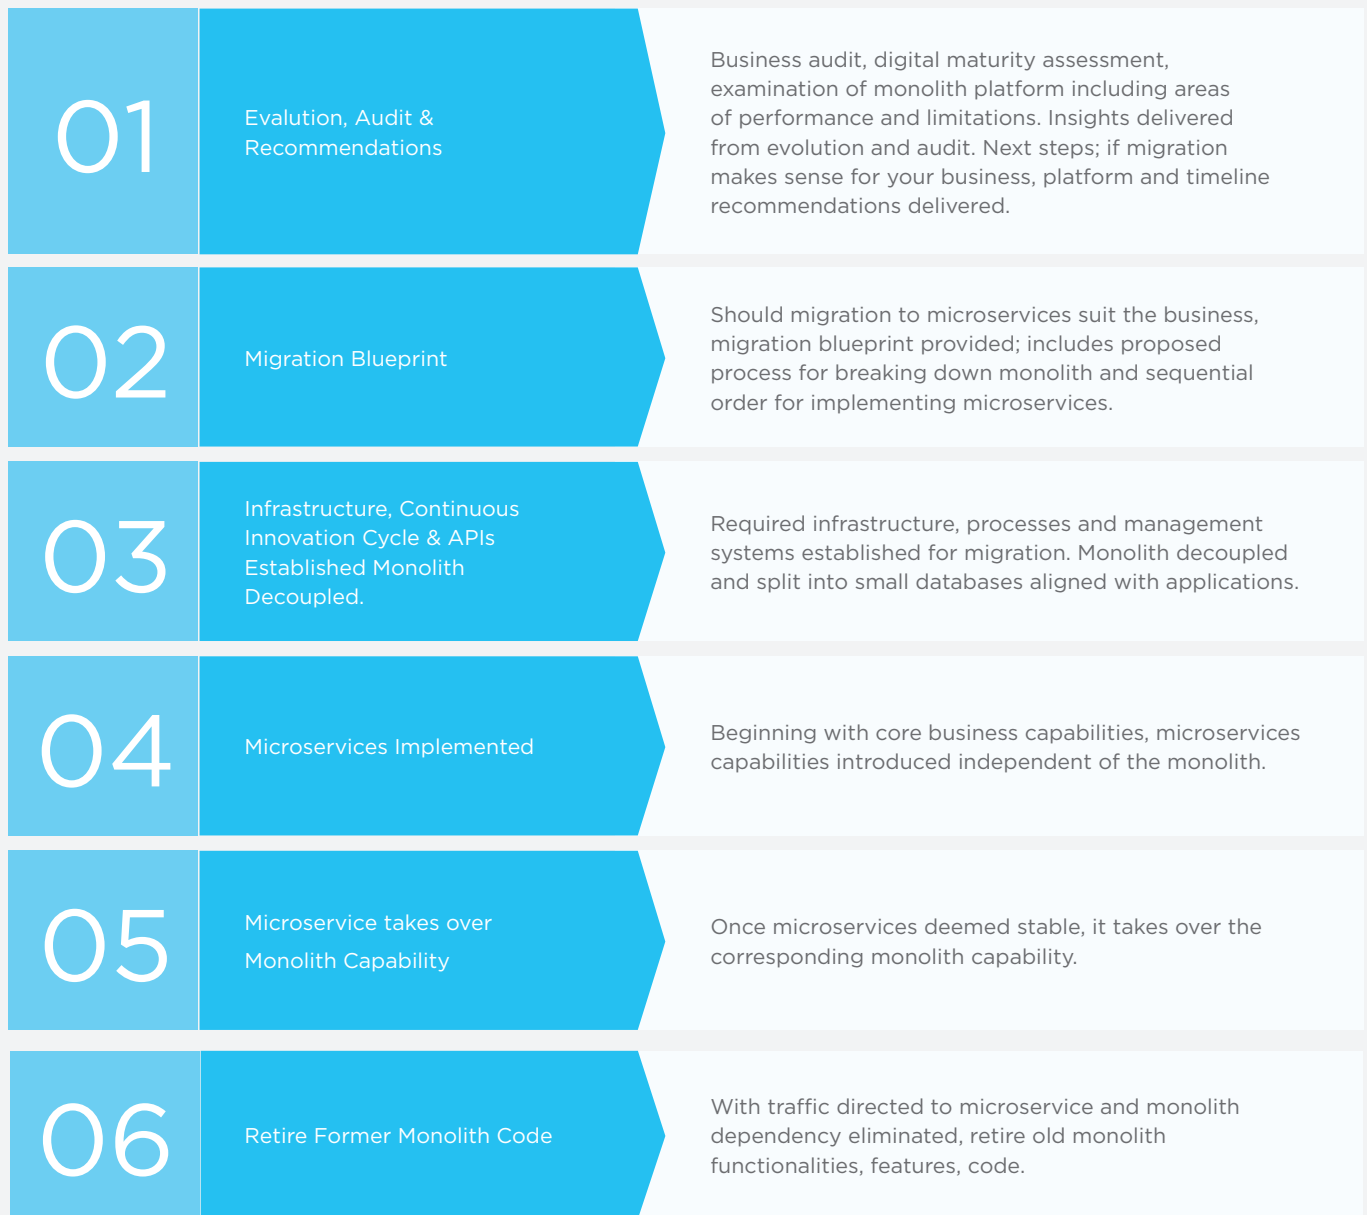 01
Evalution, Audit &
Recommendations
Business audit, digital maturity assessment,
examination of monolith platform including areas
of performance and limitations. Insights delivered
from evolution and audit. Next steps; if migration
makes sense for your business, platform and timeline
recommendations delivered.
02
Migration Blueprint
Should migration to microservices suit the business,
migration blueprint provided; includes proposed
process for breaking down monolith and sequential
order for implementing microservices.
03
Infrastructure, Continuous
Innovation Cycle & APIs
Established Monolith
Decoupled.
Required infrastructure, processes and management
systems established for migration. Monolith decoupled
and split into small databases aligned with applications.
04
Microservices Implemented
Beginning with core business capabilities, microservices
capabilities introduced independent of the monolith.
05
Microservice takes over
Monolith Capability
Once microservices deemed stable, it takes over the
corresponding monolith capability.
06
Retire Former Monolith Code
With traffic directed to microservice and monolith
dependency eliminated, retire old monolith
functionalities, features, code.